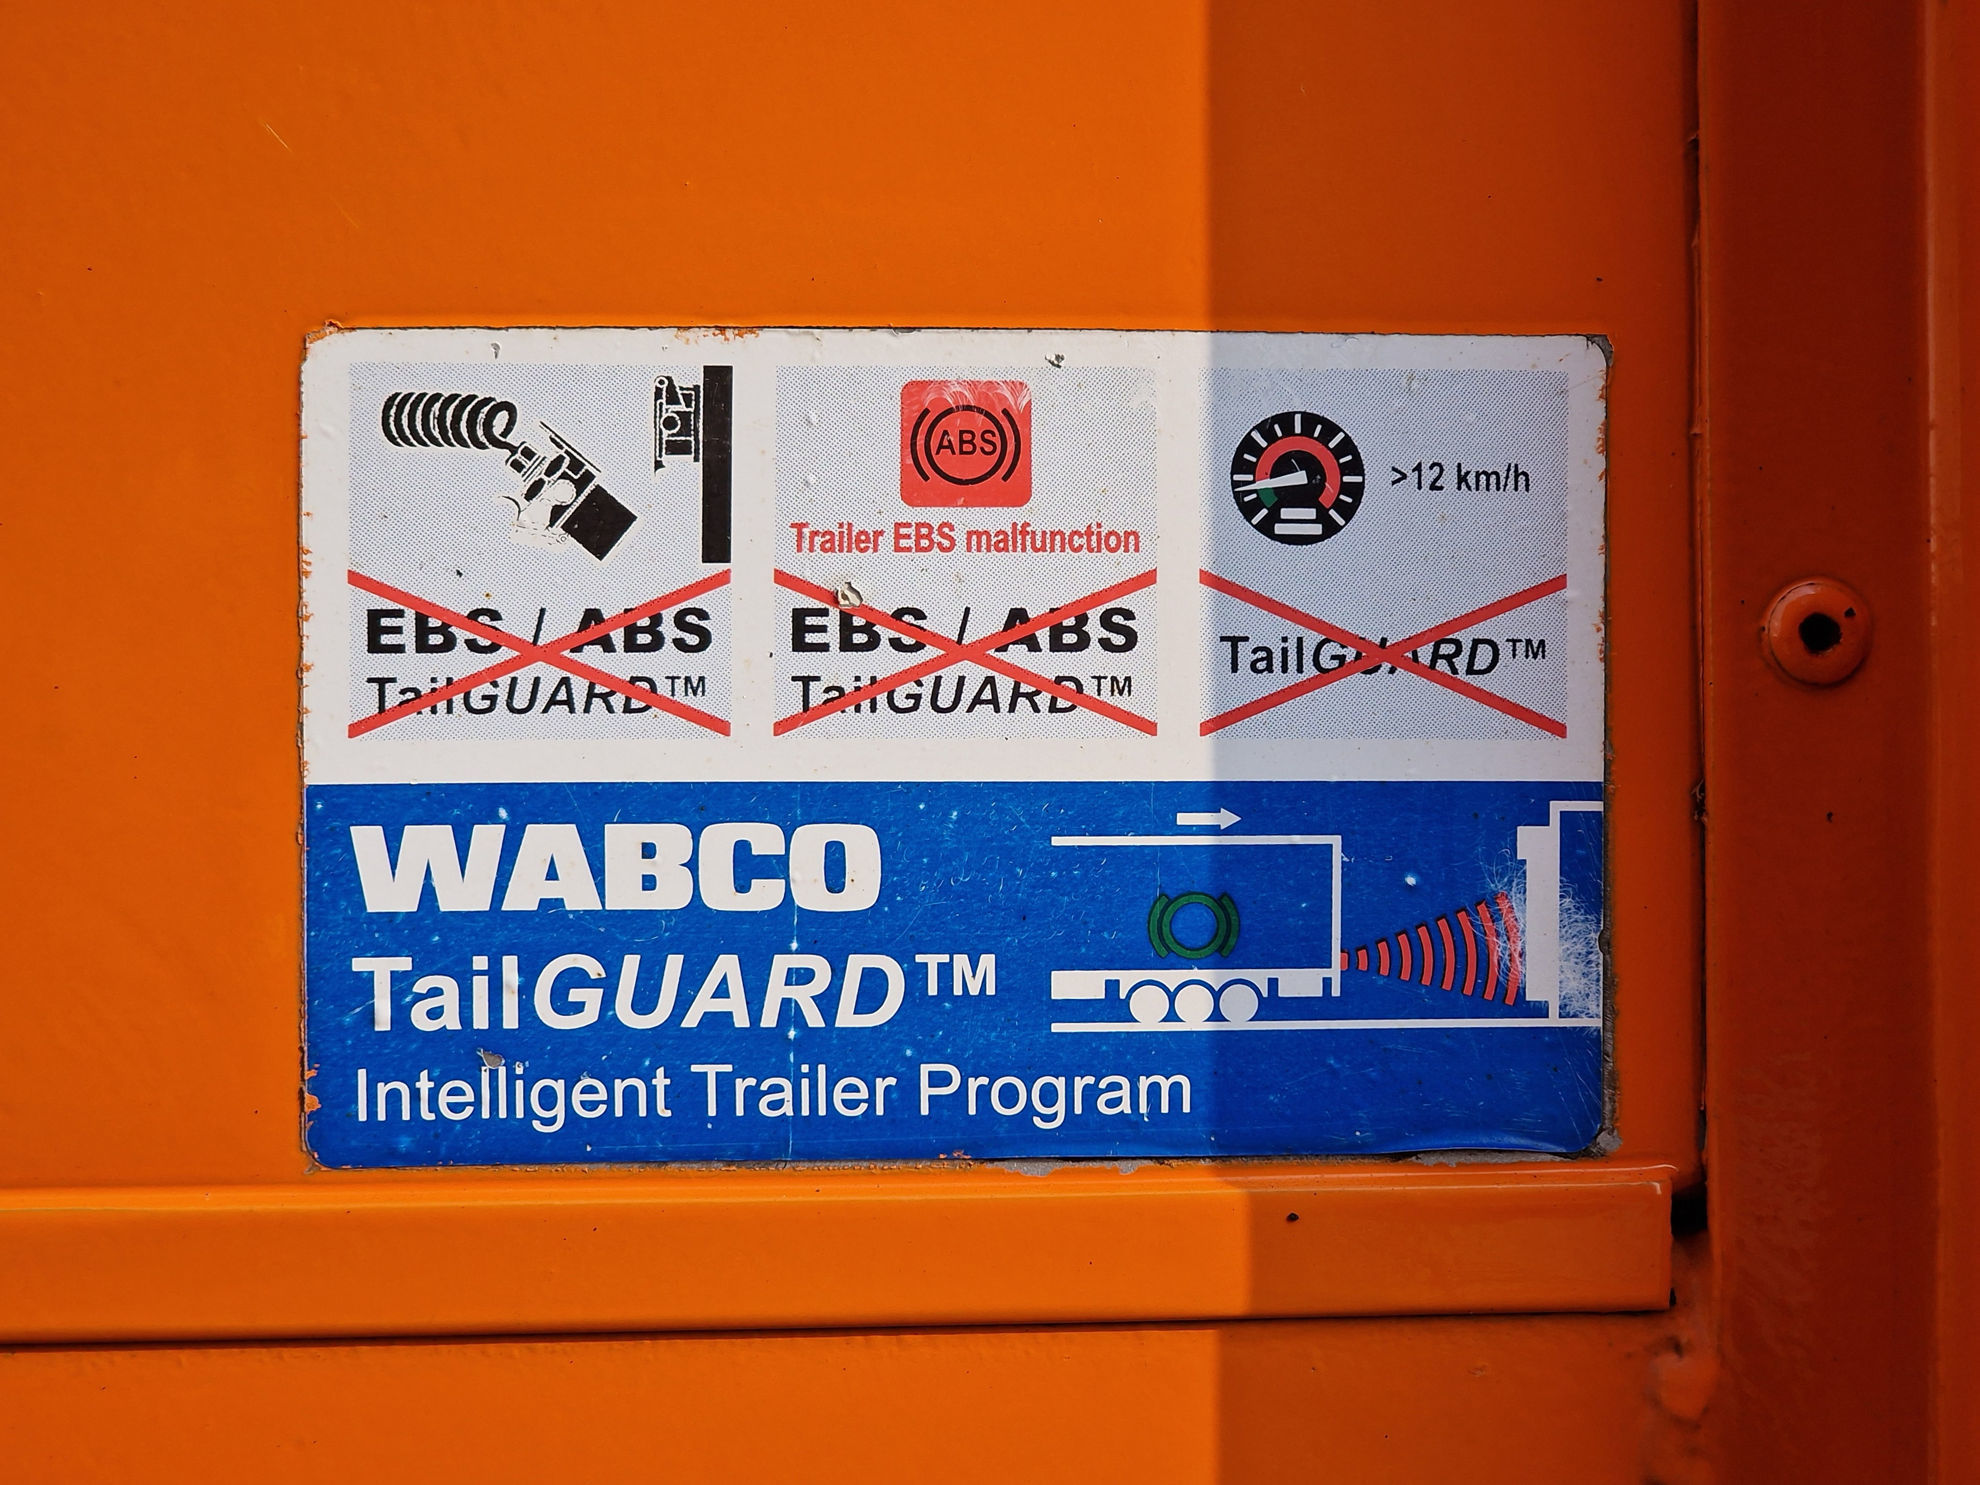 ABS
Trailer EBS malfunction
>12 km/h
EBS / ABS
TailGUARD™
EBS / ABS
TailGUARD™
TailGUARD™
WABCO
TailGUARD™
Intelligent Trailer Program